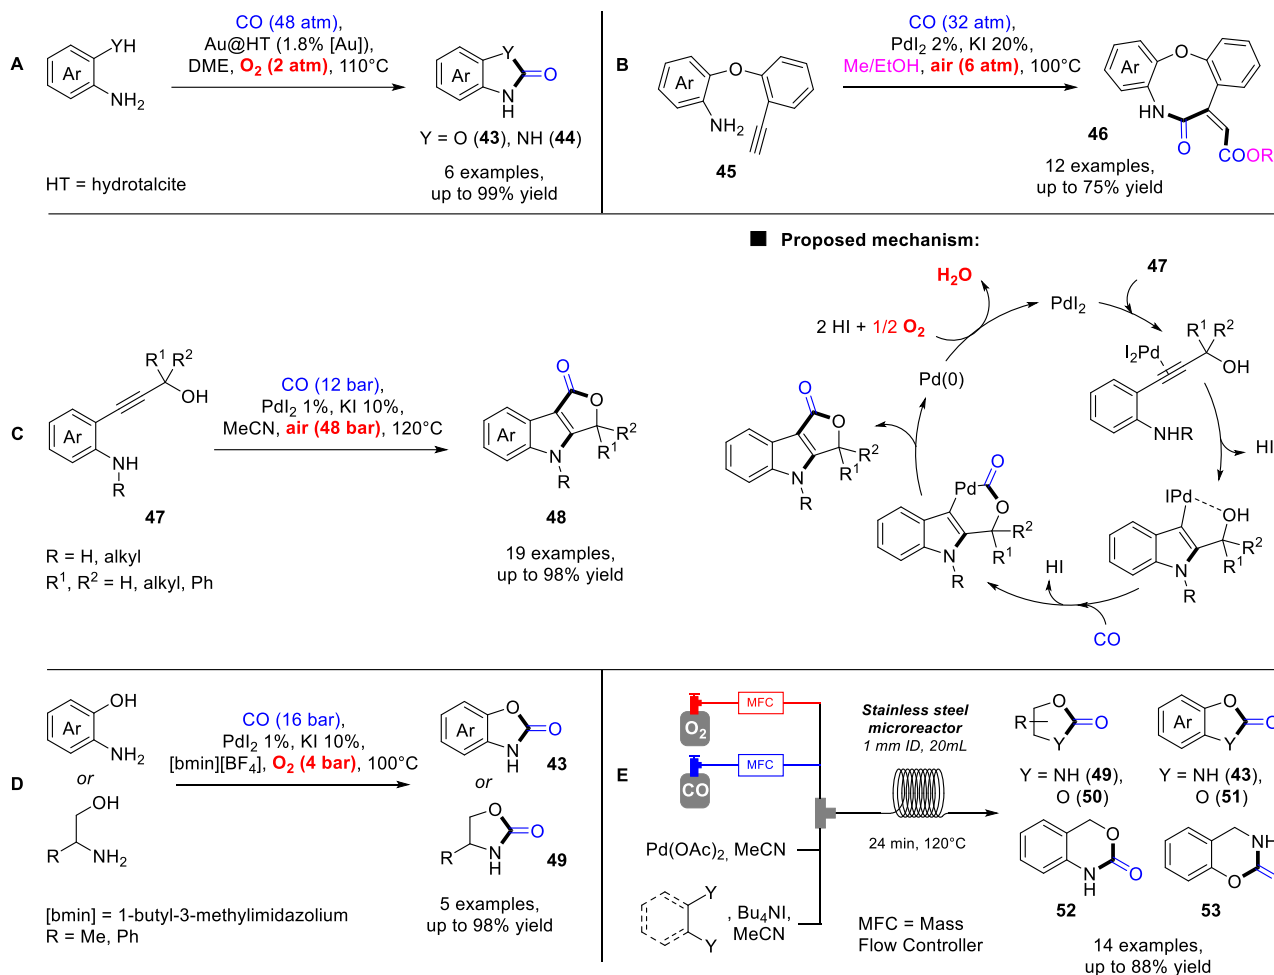 A
YH
Ar
NH2
CO (48 atm),
Au@HT (1.8% [Au]),
DME, O2 (2 atm), 110°C
Y
Ar
O
N
H
Y = O (43), NH (44)
6 examples,
up to 99% yield
HT = hydrotalcite
B
O
Ar
NH2
45
CO (32 atm),
PdI2 2%, KI 20%,
Me/EtOH, air (6 atm), 100°C
O
Ar
NH
O
COOR
46
12 examples,
up to 75% yield
C
R1 R2
OH
Ar
NH
R
47
CO (12 bar),
PdI2 1%, KI 10%,
MeCN, air (48 bar), 120°C
O
O
Ar
R2
N
R1
R
48
R = H, alkyl
R1, R2 = H, alkyl, Ph
19 examples,
up to 98% yield
Proposed mechanism:
H2O
47
PdI2
2 HI + 1/2 O2
R1 R2
I2Pd
OH
NHR
Pd(0)
HI
O
O
R2
N
R1
R
O
Pd
O
R2
N
R1
R
IPd
OH
R2
N
R1
R
HI
CO
D
OH
Ar
NH2
or
OH
R
NH2
CO (16 bar),
PdI2 1%, KI 10%,
[bmin][BF4], O2 (4 bar), 100°C
O
Ar
O
N
H
43
or
O
O
N
H
R
49
[bmin] = 1-butyl-3-methylimidazolium
R = Me, Ph
5 examples,
up to 98% yield
E
O2
MFC
CO
MFC
Pd(OAc)2, MeCN
Y
Y
, Bu4NI,
MeCN
Stainless steel
microreactor
1 mm ID, 20mL
24 min, 120°C
MFC = Mass
Flow Controller
O
R
O
Y
Y = NH (49),
O (50)
O
Ar
O
Y
Y = NH (43),
O (51)
O
N
H
O
52
NH
O
53
14 examples,
up to 88% yield